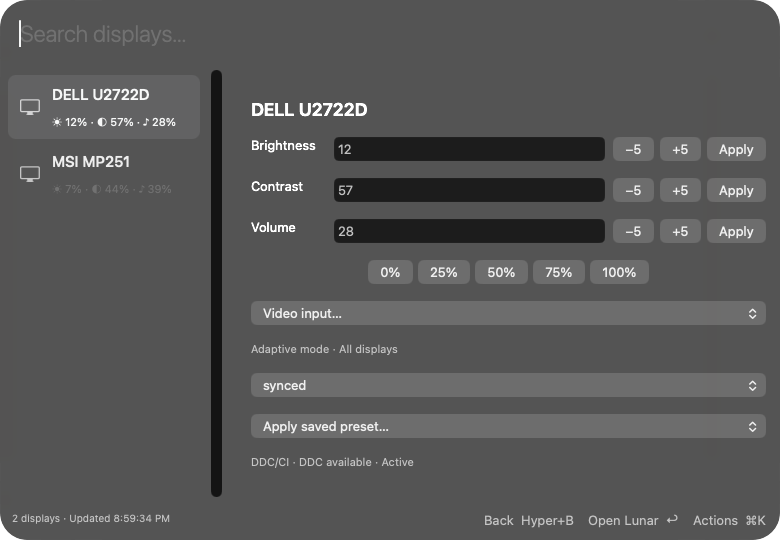 Search displays...
DELL U2722D
☀ 12% · ◐ 57% · ♪ 28%
MSI MP251
☀ 7% · ◐ 44% · ♪ 39%
DELL U2722D
Brightness 12 −5 +5 Apply
Contrast 57 −5 +5 Apply
Volume 28 −5 +5 Apply
0% 25% 50% 75% 100%
Video input...
Adaptive mode · All displays
synced
Apply saved preset...
DDC/CI · DDC available · Active
2 displays · Updated 8:59:34 PM
Back Hyper+B Open Lunar ↩ Actions ⌘K